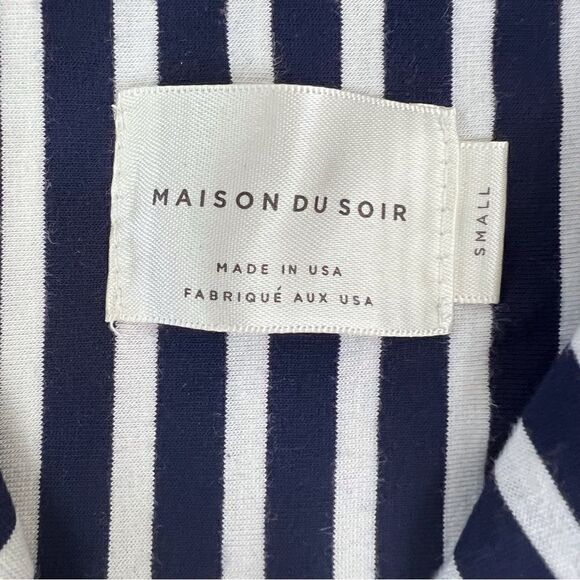 MAISON DU SOIR
MADE IN USA
FABRIQUÉ AUX USA
SMALL